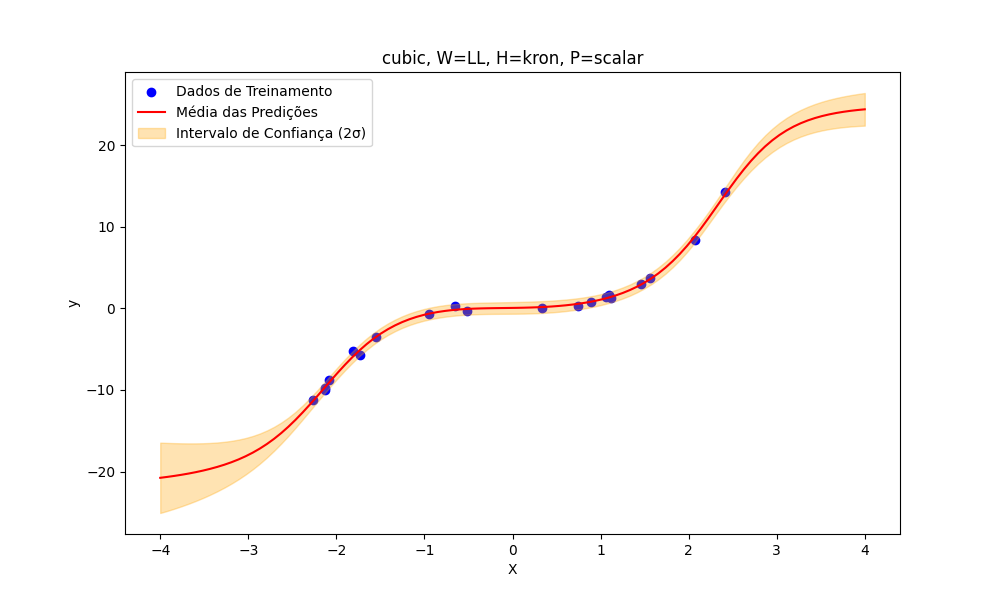 cubic, W=LL, H=kron, P=scalar
Dados de Treinamento
Média das Predições
Intervalo de Confiança (2σ)
20
10
0
−10
−20
y
−4
−3
−2
−1
0
1
2
3
4
X